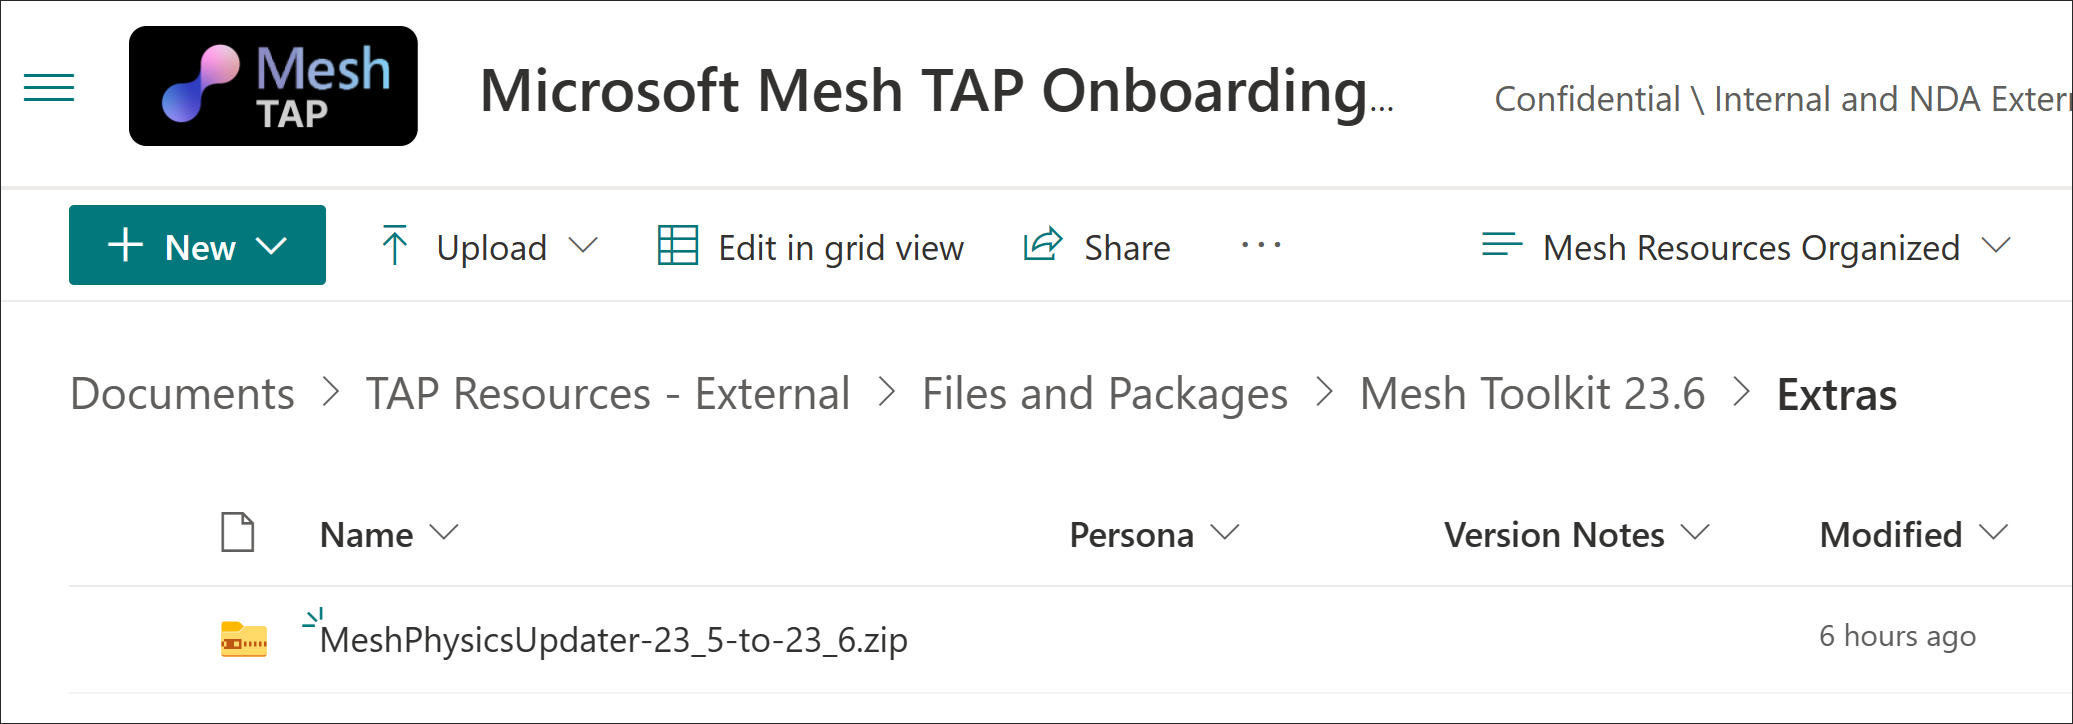 Mesh
TAP
Microsoft Mesh TAP Onboarding...
Confidential \ Internal and NDA Extern
New
Upload
Edit in grid view
Share
...
Mesh Resources Organized
Documents > TAP Resources - External > Files and Packages > Mesh Toolkit 23.6 > Extras
Name
Persona
Version Notes
Modified
MeshPhysicsUpdater-23_5-to-23_6.zip
6 hours ago